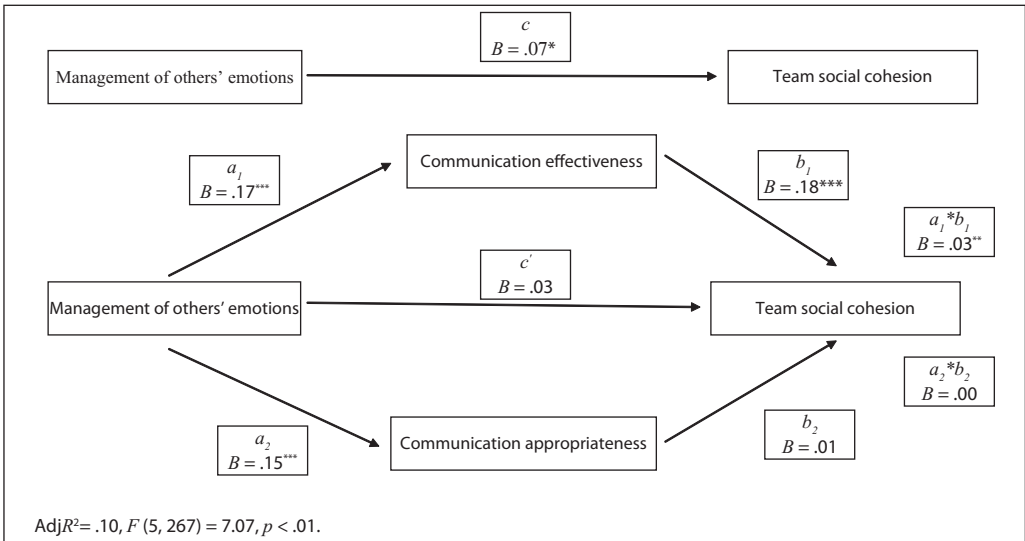 c
B = .07*
Management of others’ emotions
Team social cohesion
Communication effectiveness
a₁
B = .17***
b₁
B = .18***
a₁*b₁
B = .03**
c′
B = .03
Management of others’ emotions
Team social cohesion
a₂*b₂
B = .00
a₂
B = .15***
Communication appropriateness
b₂
B = .01
AdjR²= .10, F (5, 267) = 7.07, p < .01.